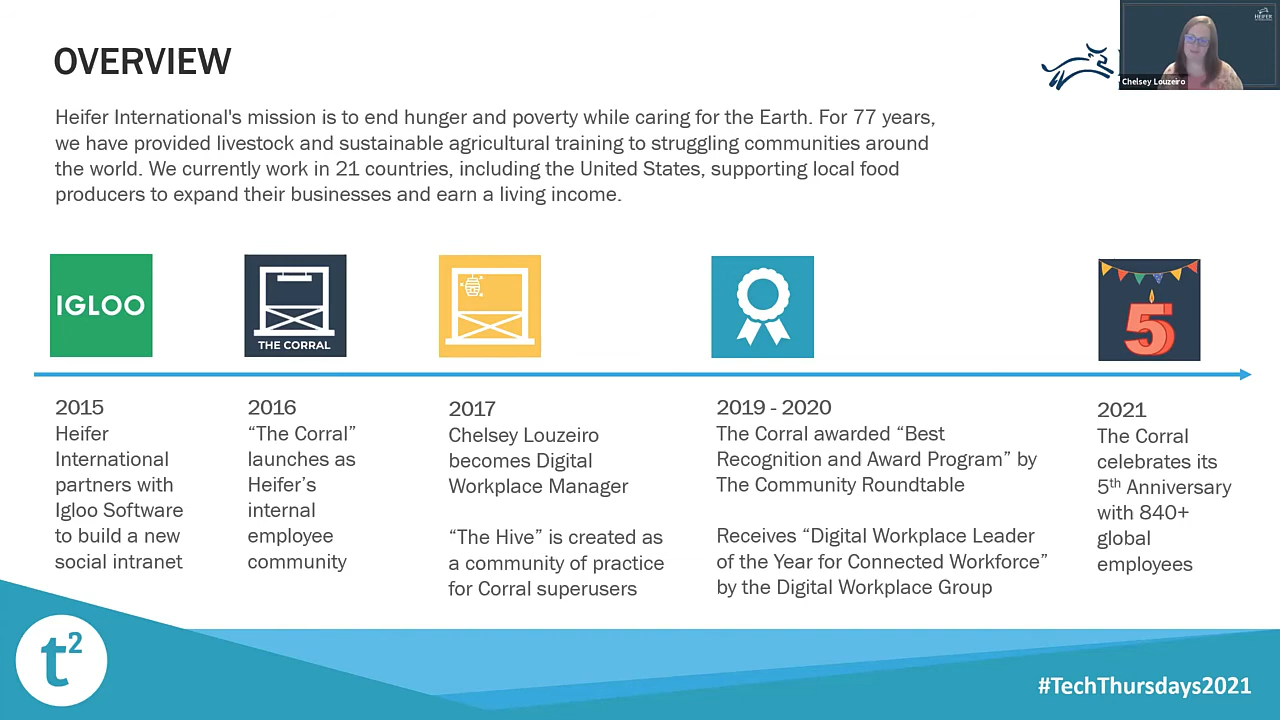 OVERVIEW
HEIFER
Chelsey Louzeiro
Heifer International's mission is to end hunger and poverty while caring for the Earth. For 77 years,
we have provided livestock and sustainable agricultural training to struggling communities around
the world. We currently work in 21 countries, including the United States, supporting local food
producers to expand their businesses and earn a living income.
IGLOO
THE CORRAL
5
2015
Heifer
International
partners with
Igloo Software
to build a new
social intranet
2016
“The Corral”
launches as
Heifer’s
internal
employee
community
2017
Chelsey Louzeiro
becomes Digital
Workplace Manager
“The Hive” is created as
a community of practice
for Corral superusers
2019 - 2020
The Corral awarded “Best
Recognition and Award Program” by
The Community Roundtable
Receives “Digital Workplace Leader
of the Year for Connected Workforce”
by the Digital Workplace Group
2021
The Corral
celebrates its
5th Anniversary
with 840+
global
employees
t2
#TechThursdays2021